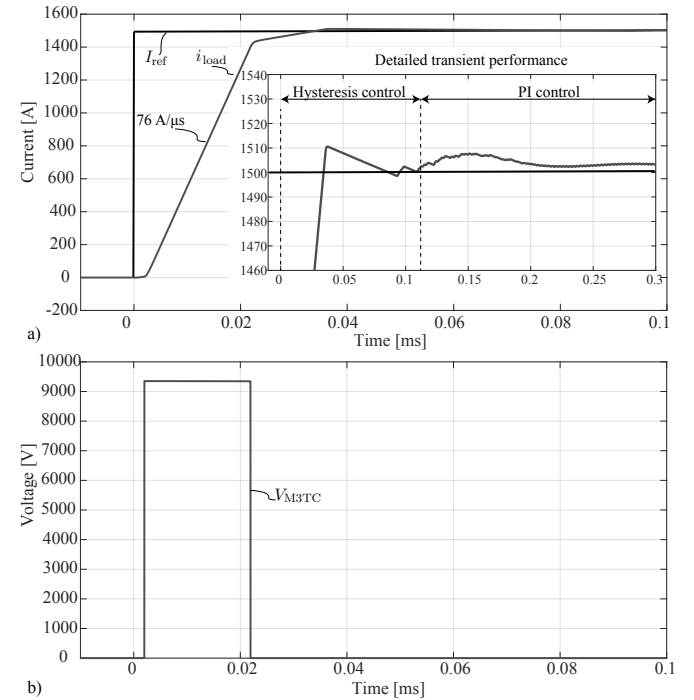 1600
1400
1200
1000
800
600
400
200
0
-200
Current [A]
I_ref
i_load
76 A/µs
Detailed transient performance
1540
1530
1520
1510
1500
1490
1480
1470
1460
Hysteresis control
PI control
0 0.05 0.1 0.15 0.2 0.25 0.3
0 0.02 0.04 0.06 0.08 0.1
a)
Time [ms]
10000
9000
8000
7000
6000
5000
4000
3000
2000
1000
0
Voltage [V]
V_M3TC
0 0.02 0.04 0.06 0.08 0.1
b)
Time [ms]